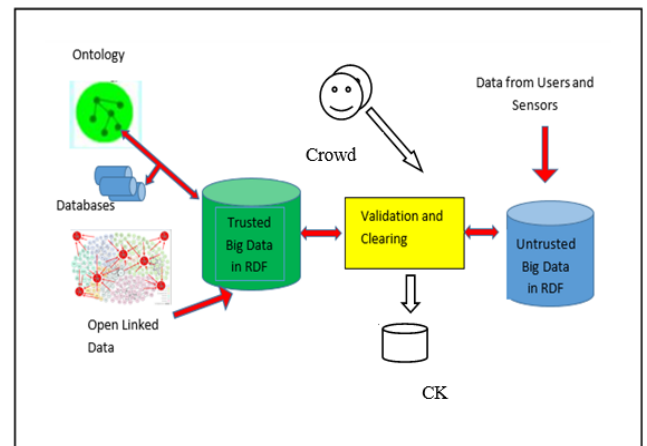 Ontology
Databases
Open Linked
Data
Trusted
Big Data
in RDF
Crowd
Validation and
Clearing
CK
Data from Users and
Sensors
Untrusted
Big Data
in RDF